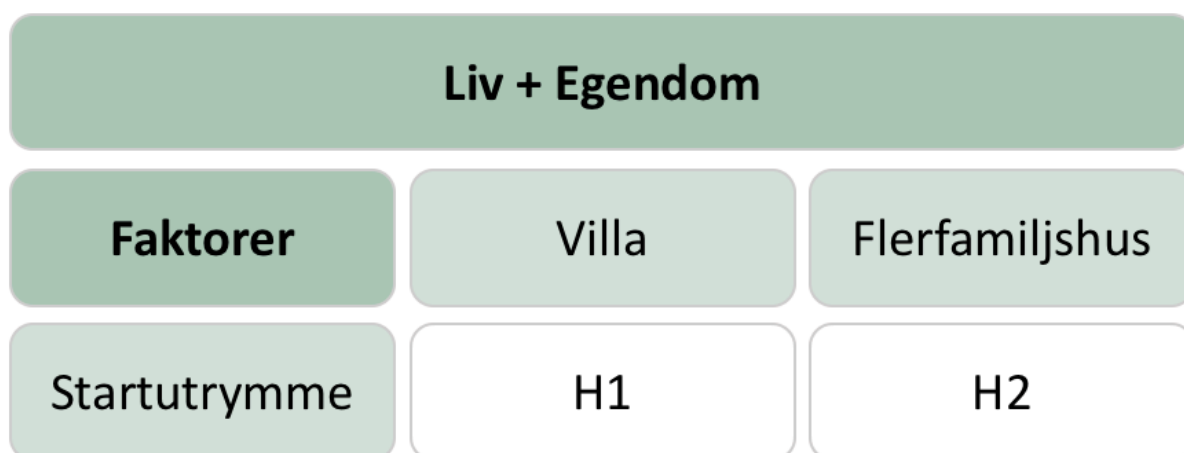 Liv + Egendom
Faktorer
Villa
Flerfamiljshus
Startutrymme
H1
H2